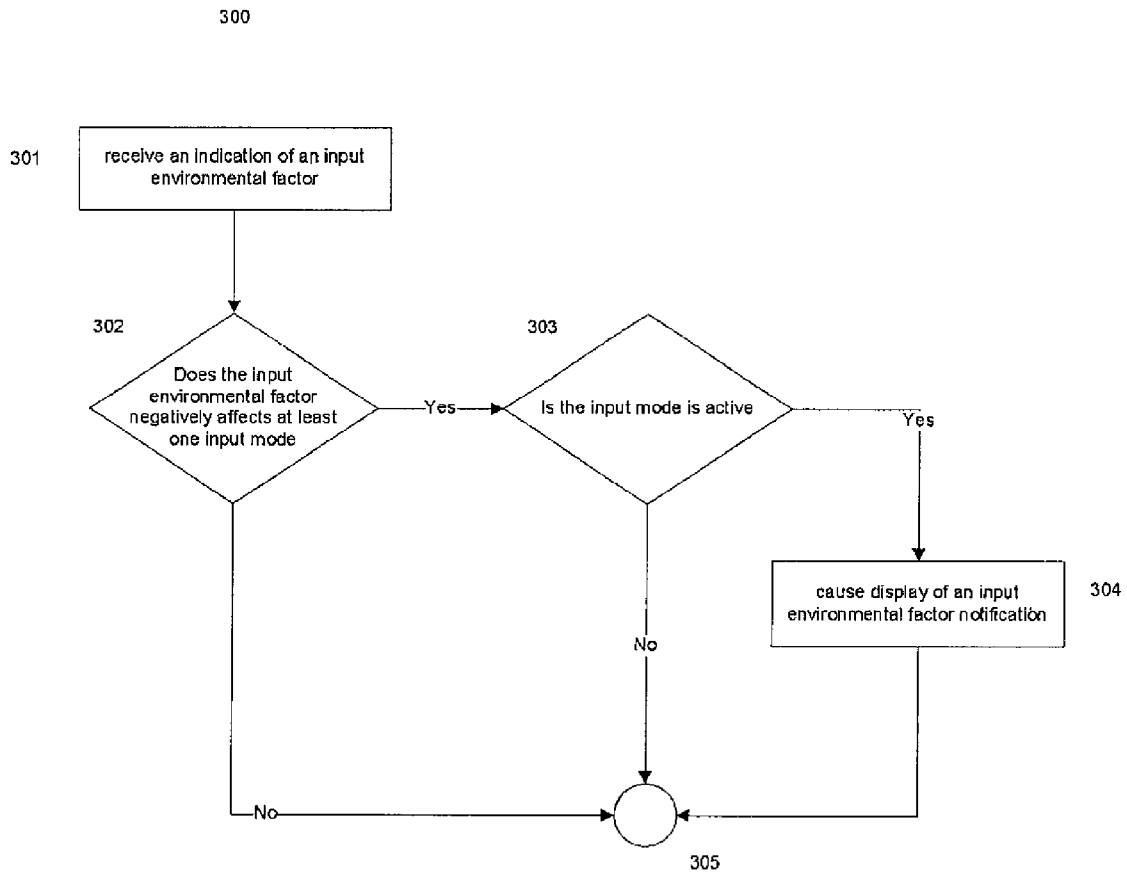 300
301
receive an indication of an input
environmental factor
302
Does the input
environmental factor
negatively affects at least
one input mode
Yes
303
Is the input mode is active
Yes
cause display of an input
environmental factor notification
304
No
No
305